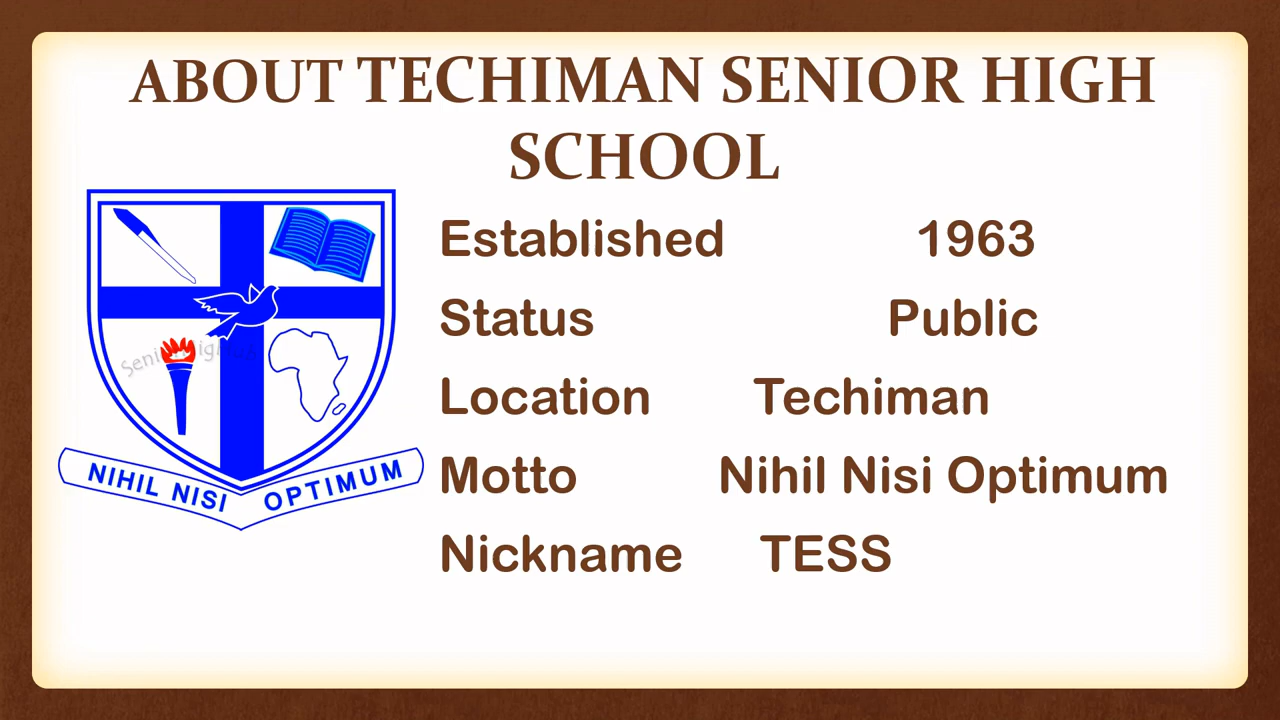 ABOUT TECHIMAN SENIOR HIGH
SCHOOL
Established 1963
Status Public
Location Techiman
Motto Nihil Nisi Optimum
Nickname TESS
NIHIL NISI OPTIMUM